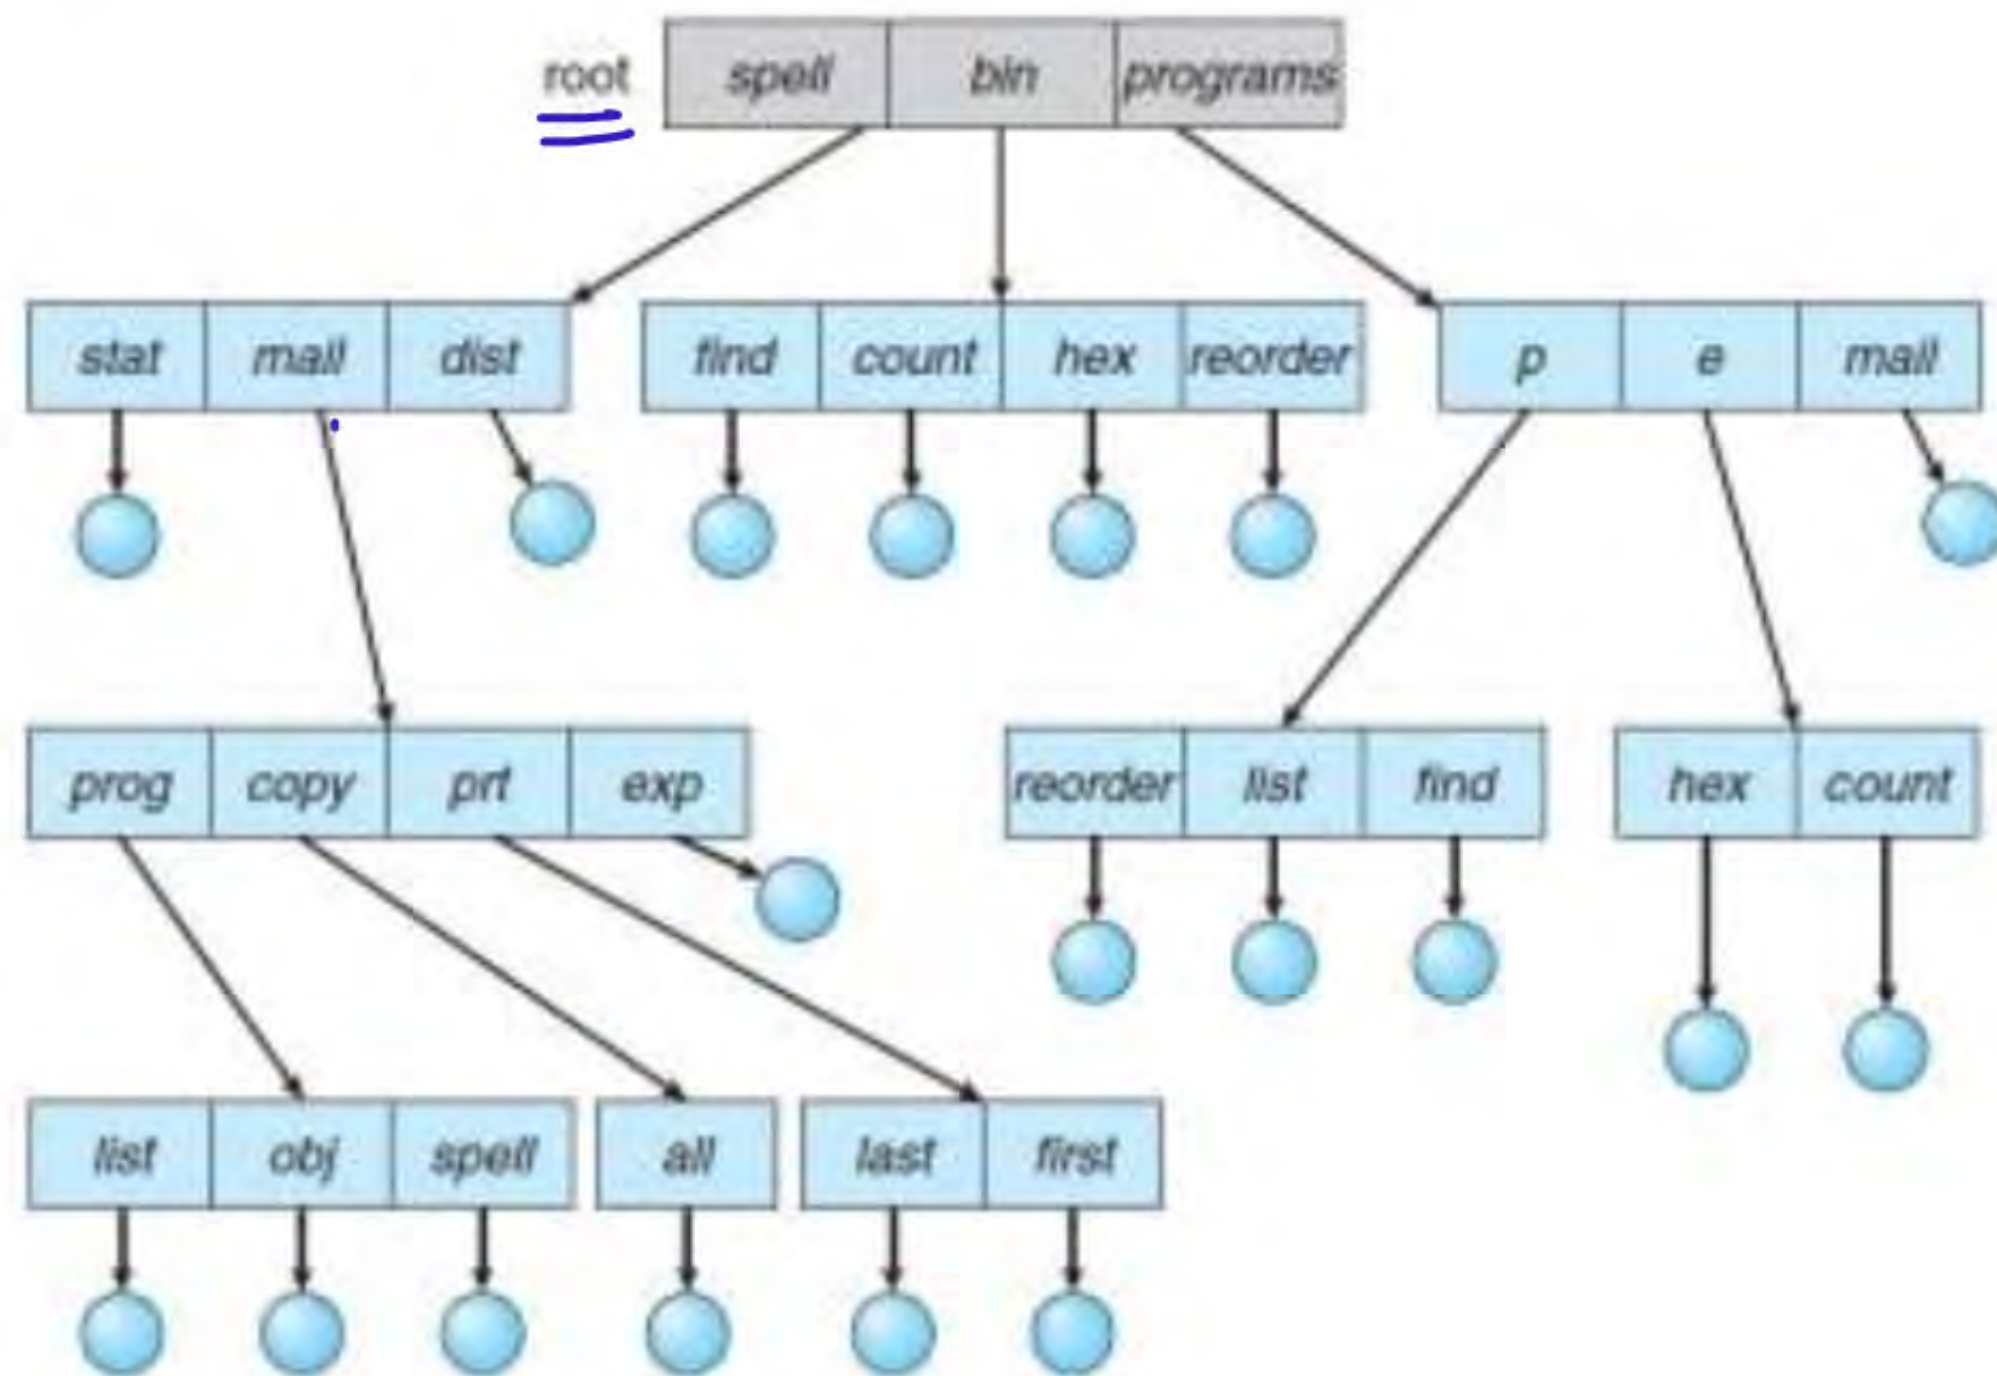 root spell bin programs
stat mail dist find count hex reorder p e mail
prog copy prt exp reorder list find hex count
list obj spell all last first